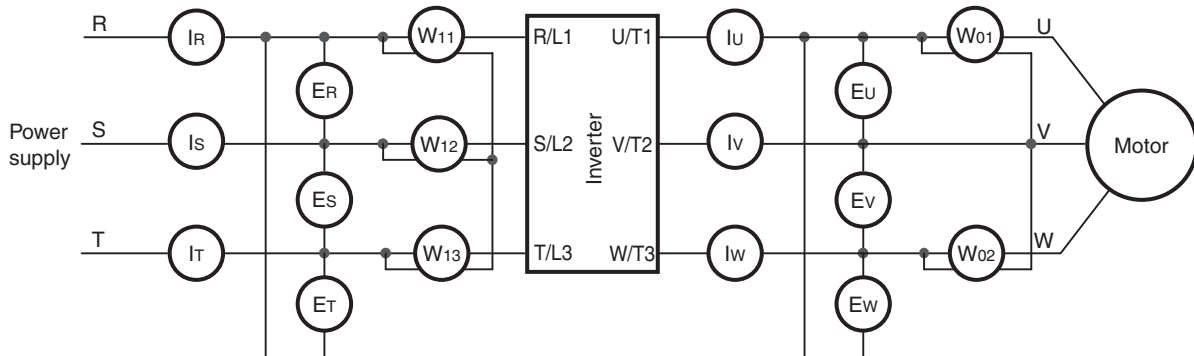 R
IR
W11
R/L1
U/T1
IU
W01
U
ER
EU
Power
supply
S
IS
W12
S/L2
Inverter
V/T2
IV
V
Motor
ES
EV
T
IT
W13
T/L3
W/T3
IW
W02
W
ET
EW